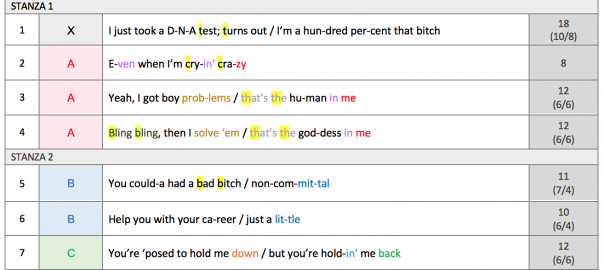 STANZA 1
1 X I just took a D-N-A test; turns out / I'm a hun-dred per-cent that bitch 18 (10/8)
2 A E-ven when I'm cry-in' cra-zy 8
3 A Yeah, I got boy prob-lems / that's the hu-man in me 12 (6/6)
4 A Bling bling, then I solve 'em / that's the god-dess in me 12 (6/6)
STANZA 2
5 B You could-a had a bad bitch / non-com-mit-tal 11 (7/4)
6 B Help you with your ca-reer / just a lit-tle 10 (6/4)
7 C You're 'posed to hold me down / but you're hold-in' me back 12 (6/6)